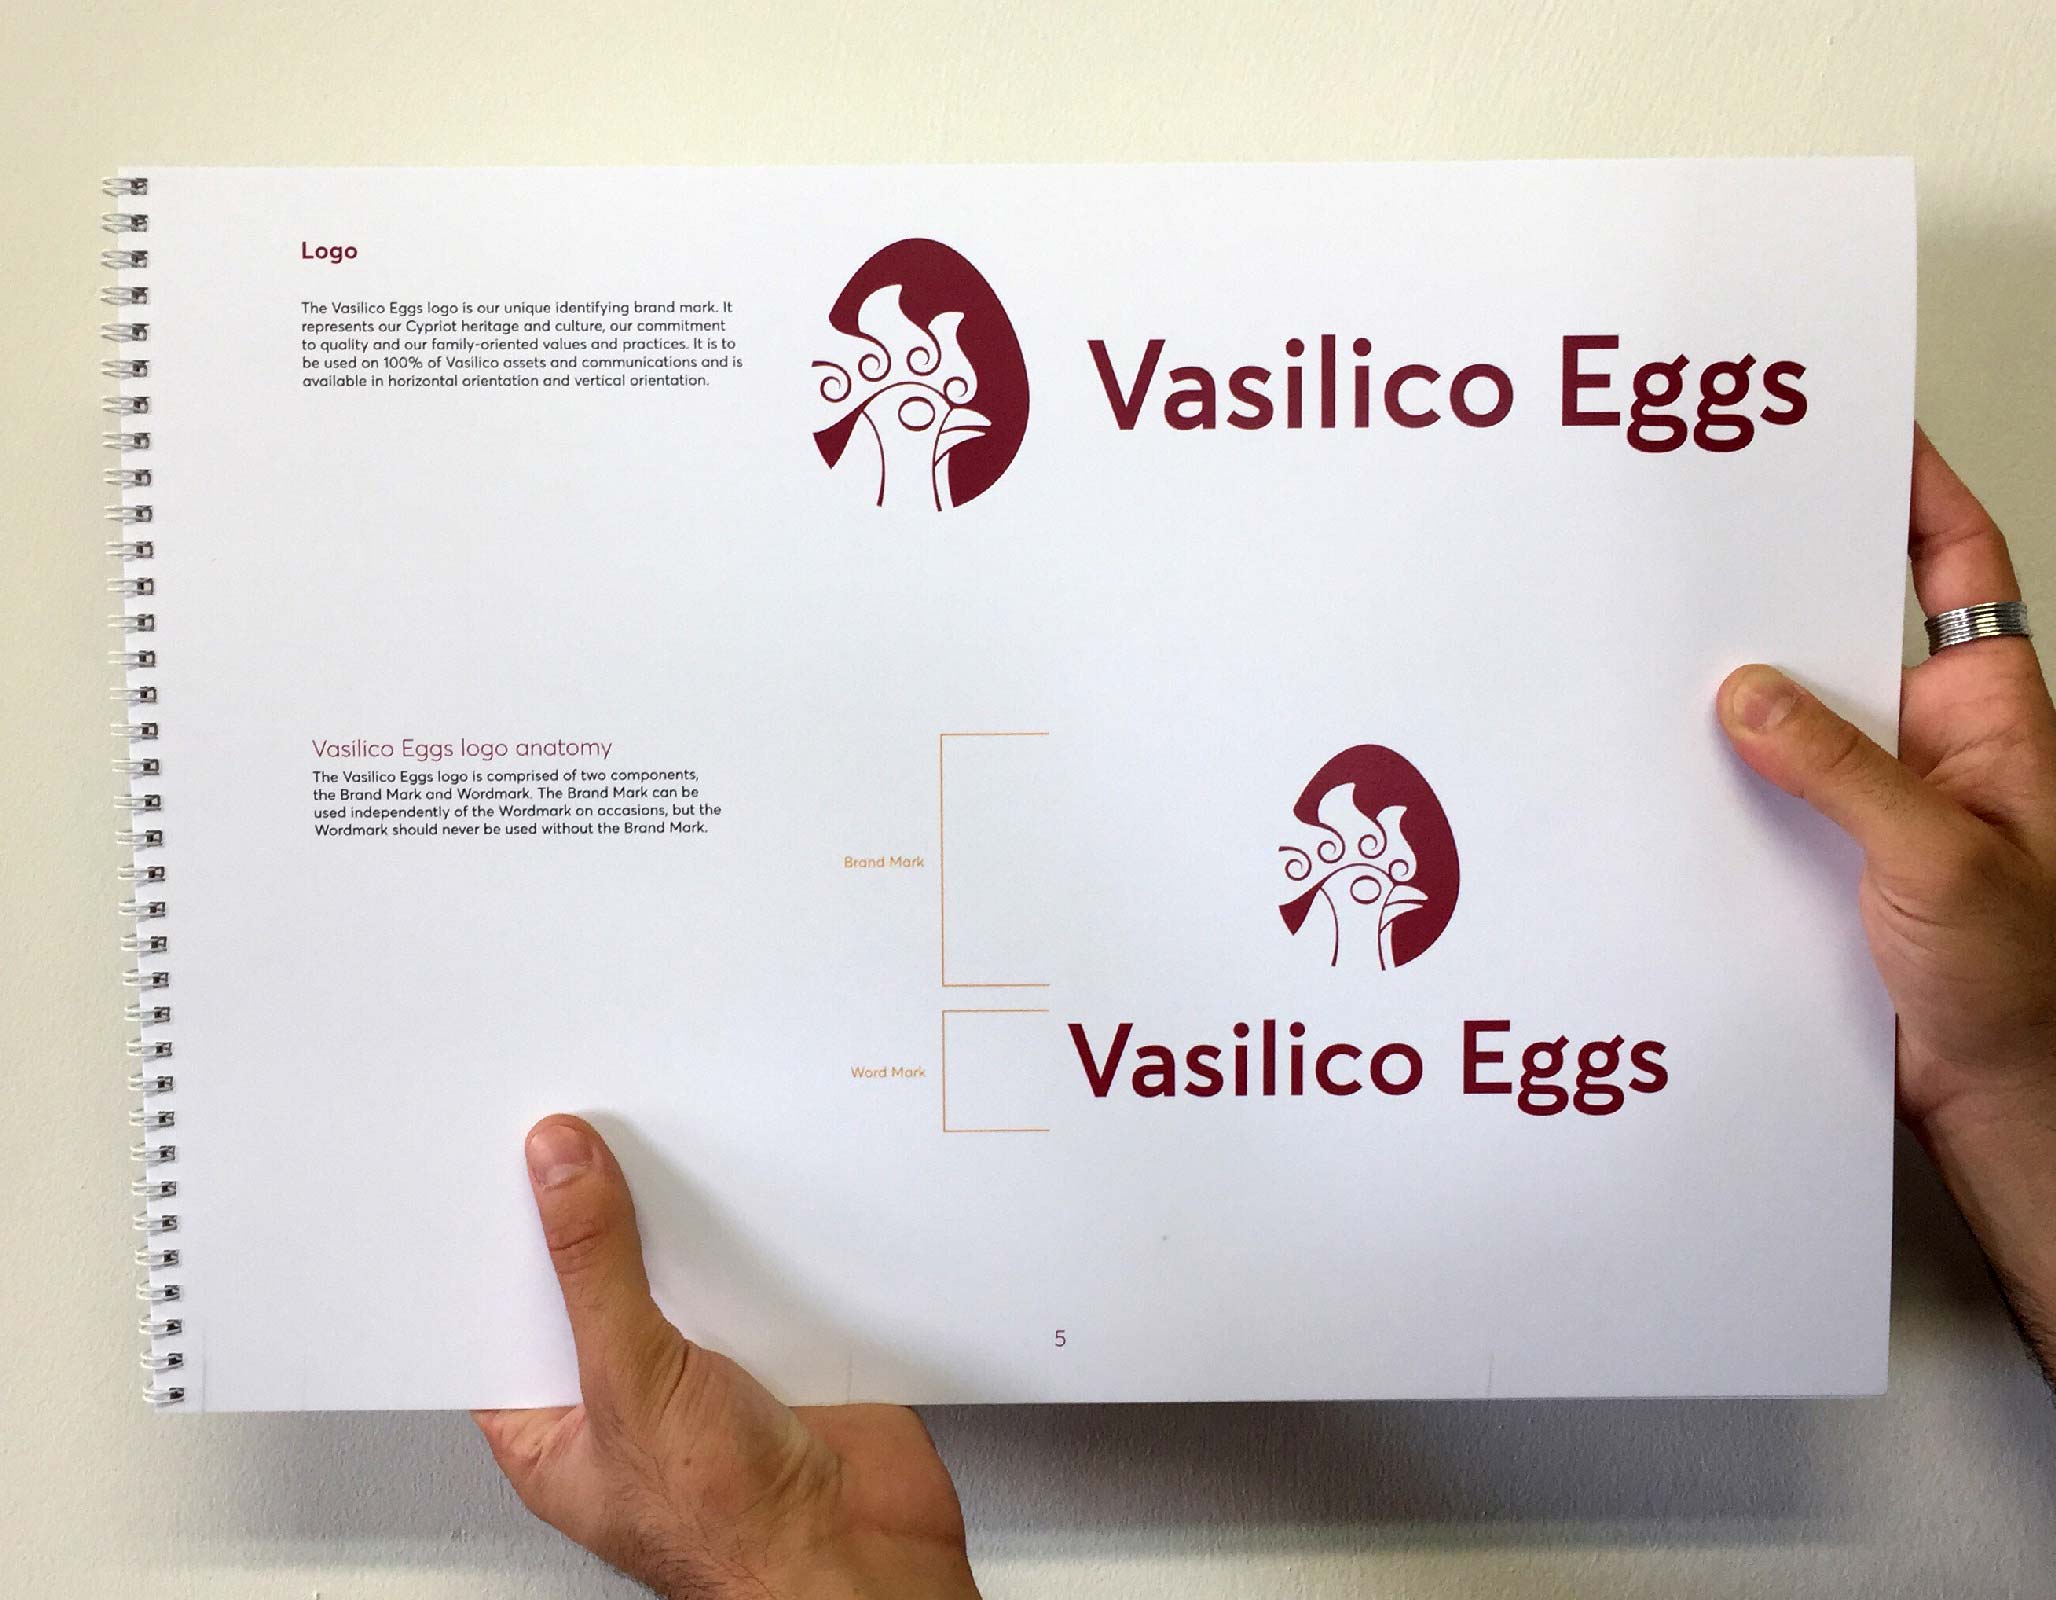 Logo
The Vasilico Eggs logo is our unique identifying brand mark. It
represents our Cypriot heritage and culture, our commitment
to quality and our family-oriented values and practices. It is to
be used on 100% of Vasilico assets and communications and is
available in horizontal orientation and vertical orientation.
Vasilico Eggs
Vasilico Eggs logo anatomy
The Vasilico Eggs logo is comprised of two components,
the Brand Mark and Wordmark. The Brand Mark can be
used independently of the Wordmark on occasions, but the
Wordmark should never be used without the Brand Mark.
Brand Mark
Word Mark
Vasilico Eggs
5